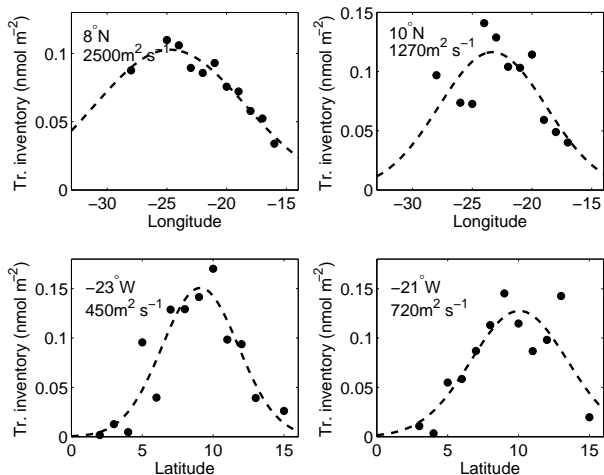 8°N
2500m² s⁻¹
Tr. inventory (nmol m⁻²)
0.15
0.1
0.05
0
−30 −25 −20 −15
Longitude
10°N
1270m² s⁻¹
Tr. inventory (nmol m⁻²)
0.15
0.1
0.05
0
−30 −25 −20 −15
Longitude
−23°W
450m² s⁻¹
Tr. inventory (nmol m⁻²)
0.15
0.1
0.05
0
0 5 10 15
Latitude
−21°W
720m² s⁻¹
Tr. inventory (nmol m⁻²)
0.15
0.1
0.05
0
0 5 10 15
Latitude